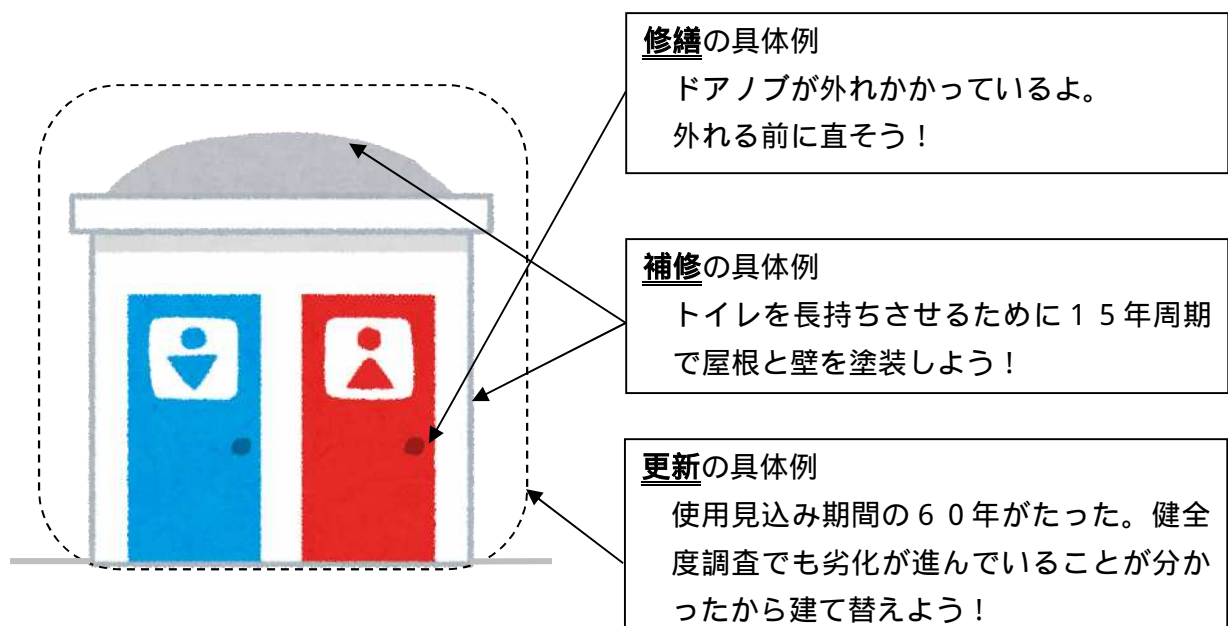 修繕の具体例
ドアノブが外れかかっているよ。
外れる前に直そう！
補修の具体例
トイレを長持ちさせるために１５年周期
で屋根と壁を塗装しよう！
更新の具体例
使用見込み期間の６０年がたった。健全
度調査でも劣化が進んでいることが分か
ったから建て替えよう！